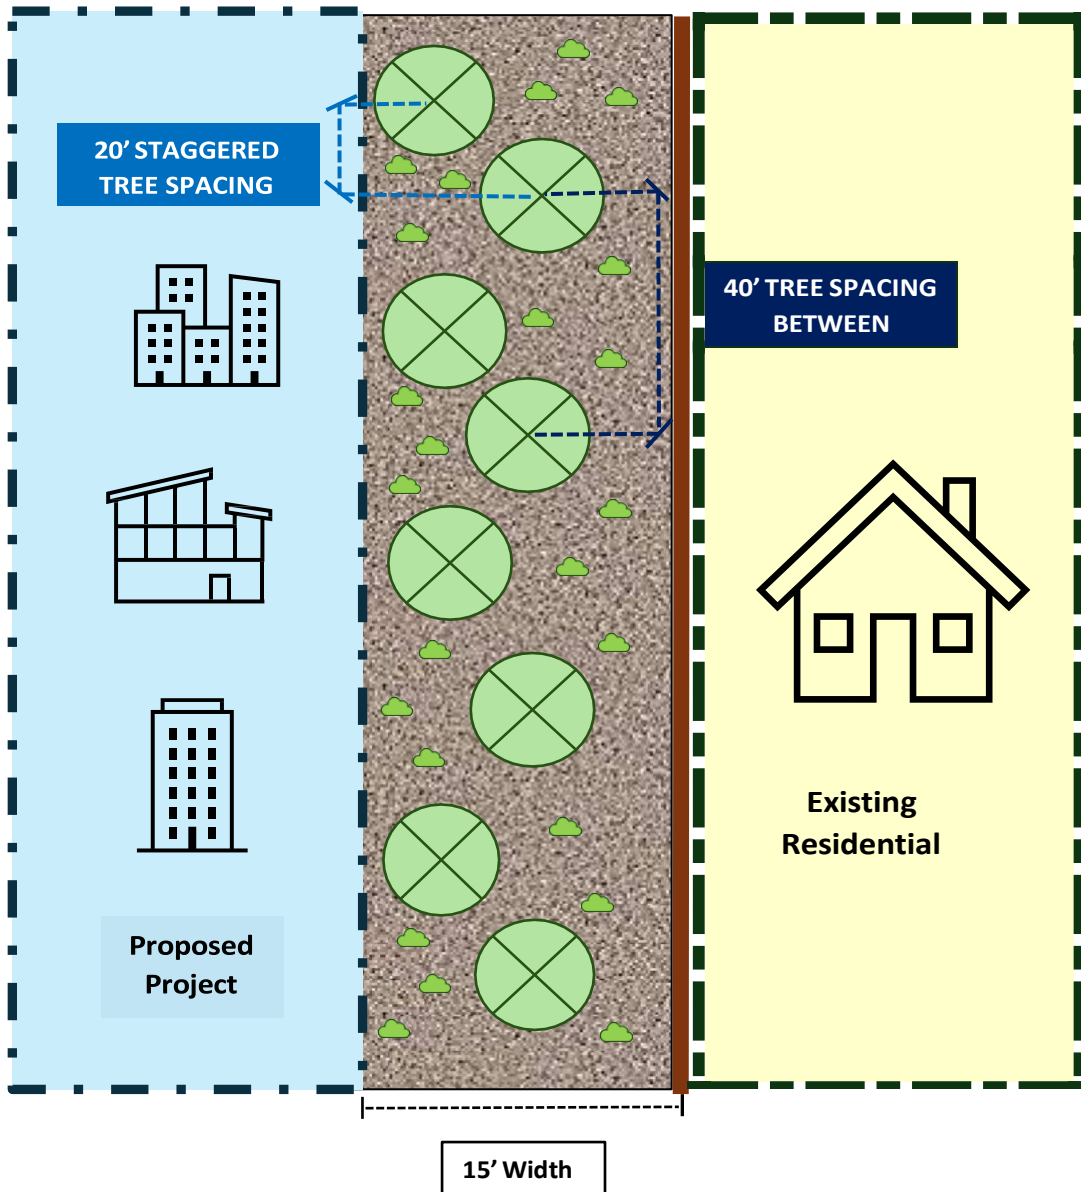 20’ STAGGERED
TREE SPACING
40’ TREE SPACING
BETWEEN
Existing
Residential
Proposed
Project
15’ Width